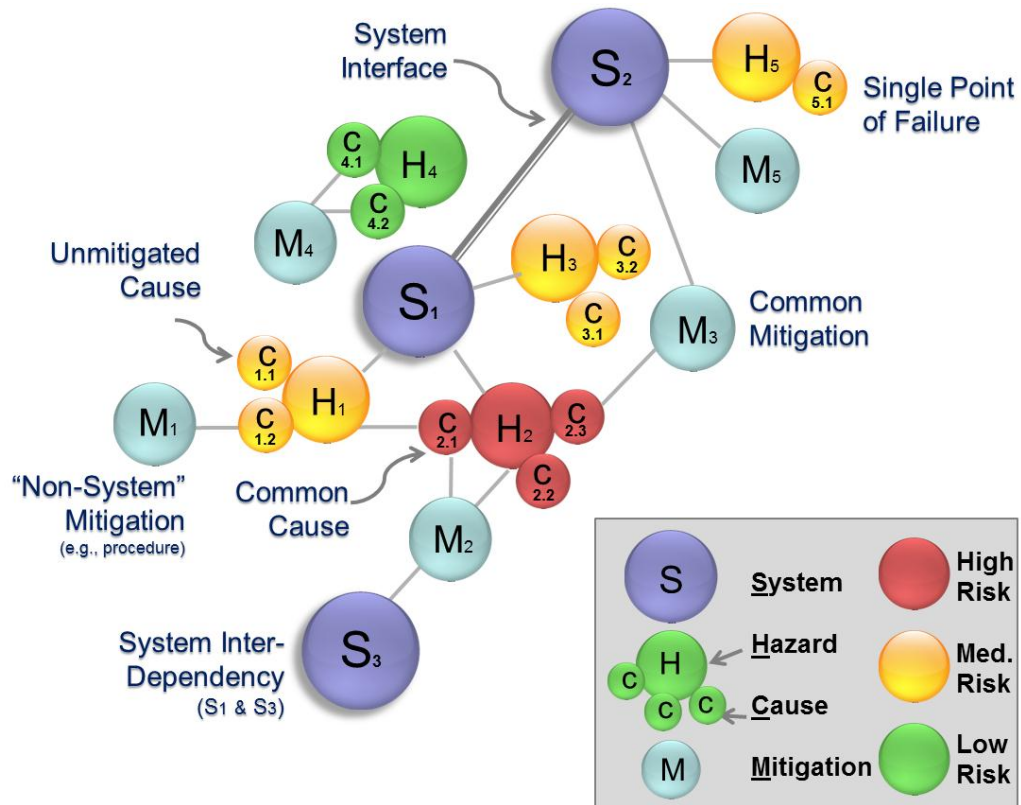 System
Interface
S2
H5
C
5.1
Single Point
of Failure
M5
C
4.1
H4
C
4.2
M4
Unmitigated
Cause
S1
H3
C
3.2
C
3.1
M3
Common
Mitigation
C
1.1
H1
C
1.2
M1
C
2.1
H2
C
2.3
C
2.2
"Non-System"
Mitigation
(e.g., procedure)
Common
Cause
M2
System Inter-
Dependency
(S1 & S3)
S3
S
System
High
Risk
H
Hazard
C
C
C
Cause
Med.
Risk
M
Mitigation
Low
Risk